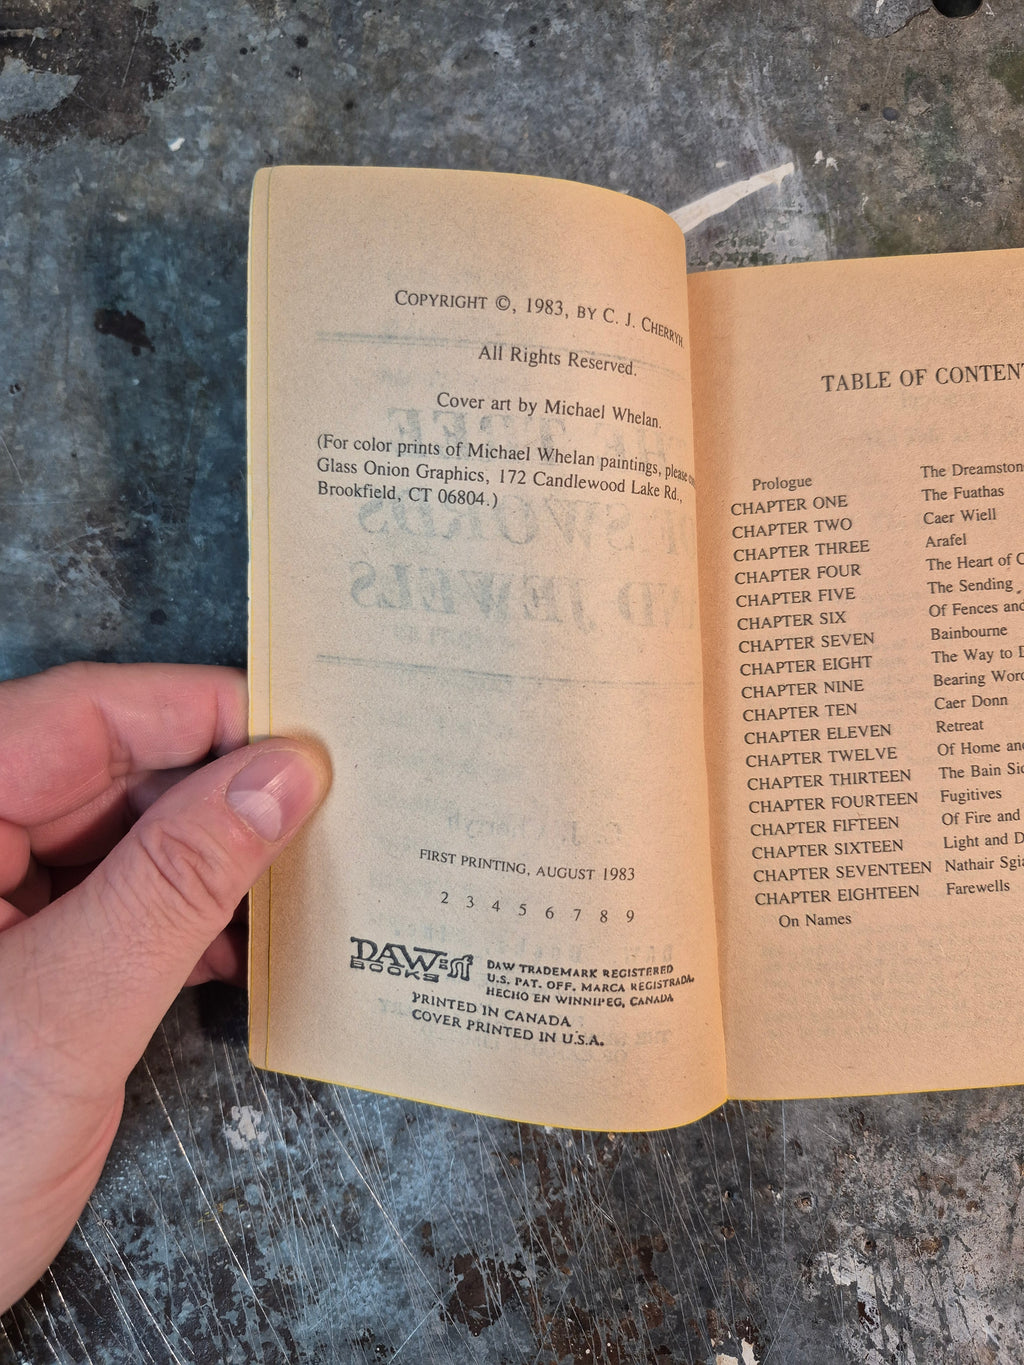 COPYRIGHT ©, 1983, BY C. J. CHERRYH.
All Rights Reserved.
Cover art by Michael Whelan.
(For color prints of Michael Whelan paintings, please
Glass Onion Graphics, 172 Candlewood Lake Rd.,
Brookfield, CT 06804.)
FIRST PRINTING, AUGUST 1983
2 3 4 5 6 7 8 9
DAW BOOKS
DAW TRADEMARK REGISTERED
U.S. PAT. OFF. MARCA REGISTRADA.
HECHO EN WINNIPEG, CANADA
PRINTED IN CANADA
COVER PRINTED IN U.S.A.
TABLE OF
Prologue
CHAPTER ONE The
CHAPTER TWO The Fuathas
CHAPTER THREE Caer Wiell
CHAPTER FOUR Arafel
CHAPTER FIVE The Heart of
CHAPTER SIX The Sending
CHAPTER SEVEN Of Fences and
CHAPTER EIGHT Bainbourne
CHAPTER NINE The Way to
CHAPTER TEN Bearing
CHAPTER ELEVEN Caer Donn
CHAPTER TWELVE Retreat
CHAPTER THIRTEEN Of Home and
CHAPTER FOURTEEN The Bain
CHAPTER FIFTEEN Fugitives
CHAPTER SIXTEEN Of Fire and
CHAPTER SEVENTEEN Light and
CHAPTER EIGHTEEN Nathair
On Names Farewells